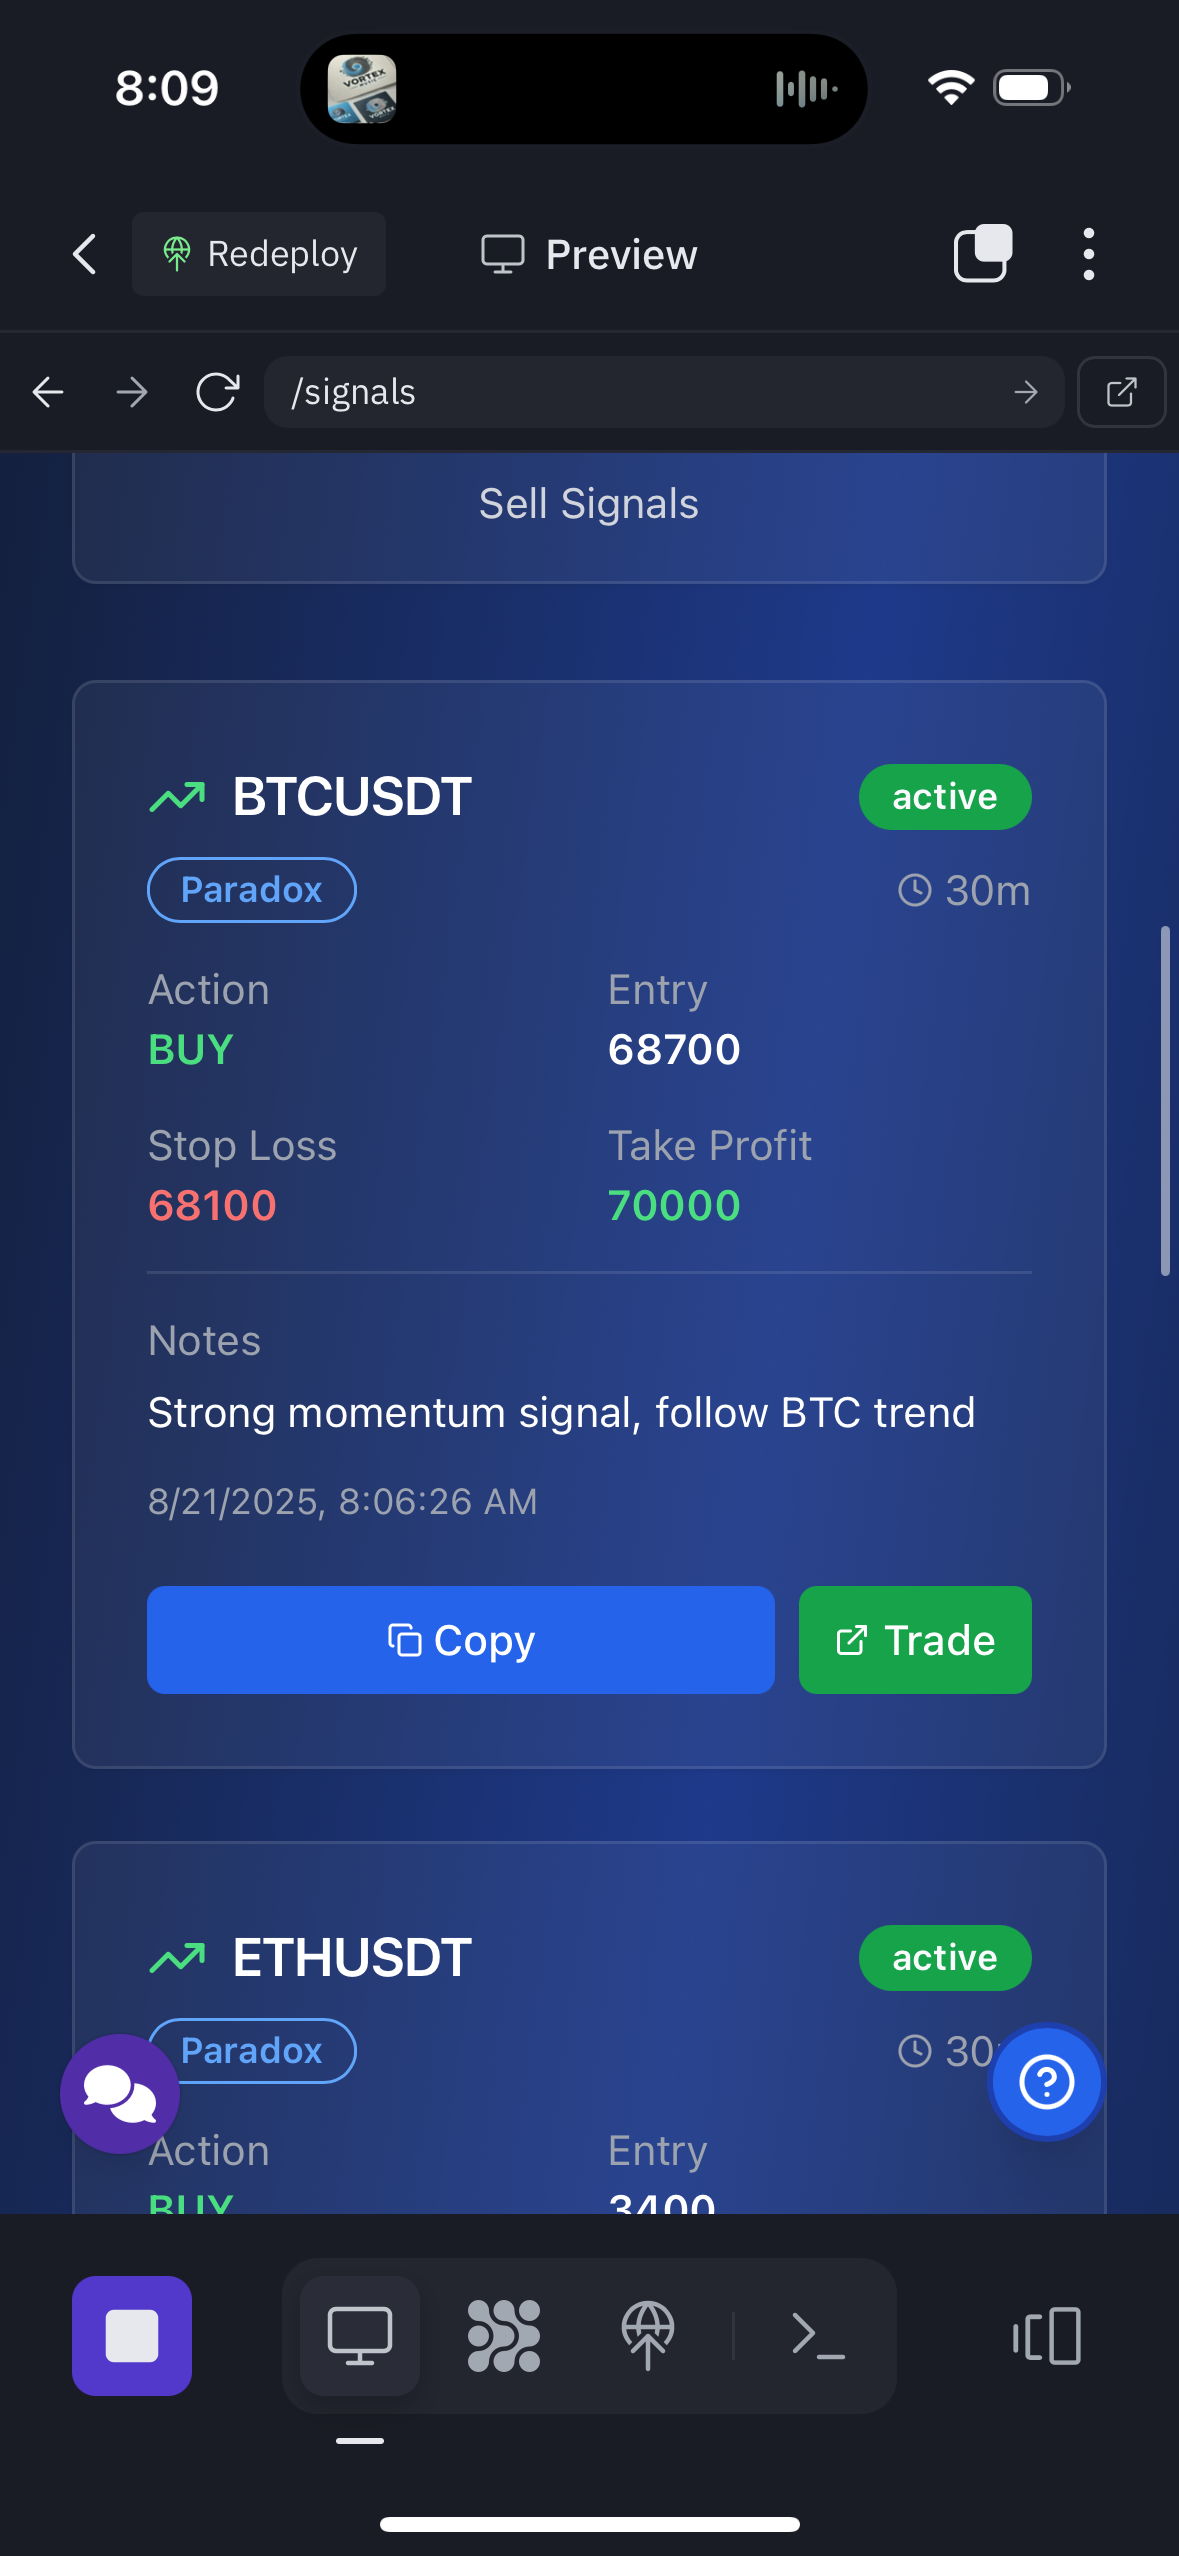 8:09
VORTEX
Redeploy
Preview
/signals
Sell Signals
BTCUSDT
active
Paradox
30m
Action
Entry
BUY
68700
Stop Loss
Take Profit
68100
70000
Notes
Strong momentum signal, follow BTC trend
8/21/2025, 8:06:26 AM
Copy
Trade
ETHUSDT
active
Paradox
30
Action
Entry
BUY
3400